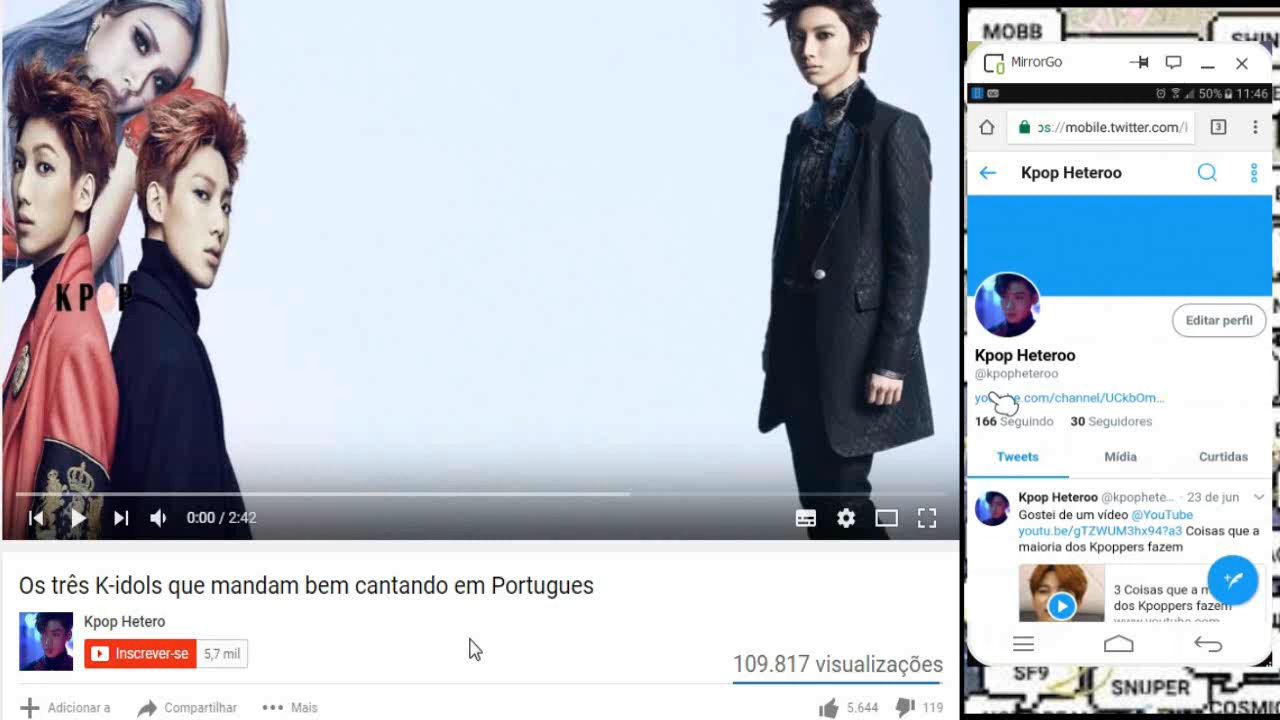 KPOP
0:00 / 2:42
Os três K-idols que mandam bem cantando em Portugues
Kpop Hetero
Inscrever-se
5,7 mil
109.817 visualizações
Adicionar a
Compartilhar
Mais
5.644
119
MOBB
SHIN
MirrorGo
50%
11:46
ps://mobile.twitter.com/
3
Kpop Heteroo
Editar perfil
Kpop Heteroo
@kpopheteroo
youtube.com/channel/UCkbOm...
166 Seguindo 30 Seguidores
Tweets
Mídia
Curtidas
Kpop Heteroo @kpophete... · 23 de jun
Gostei de um vídeo @YouTube
youtu.be/gTZWUM3hx94?a3 Coisas que a
maioria dos Kpoppers fazem
3 Coisas que a m
dos Kpoppers fazem
www.youtube.com
SF9
SNUPER
COSMIC